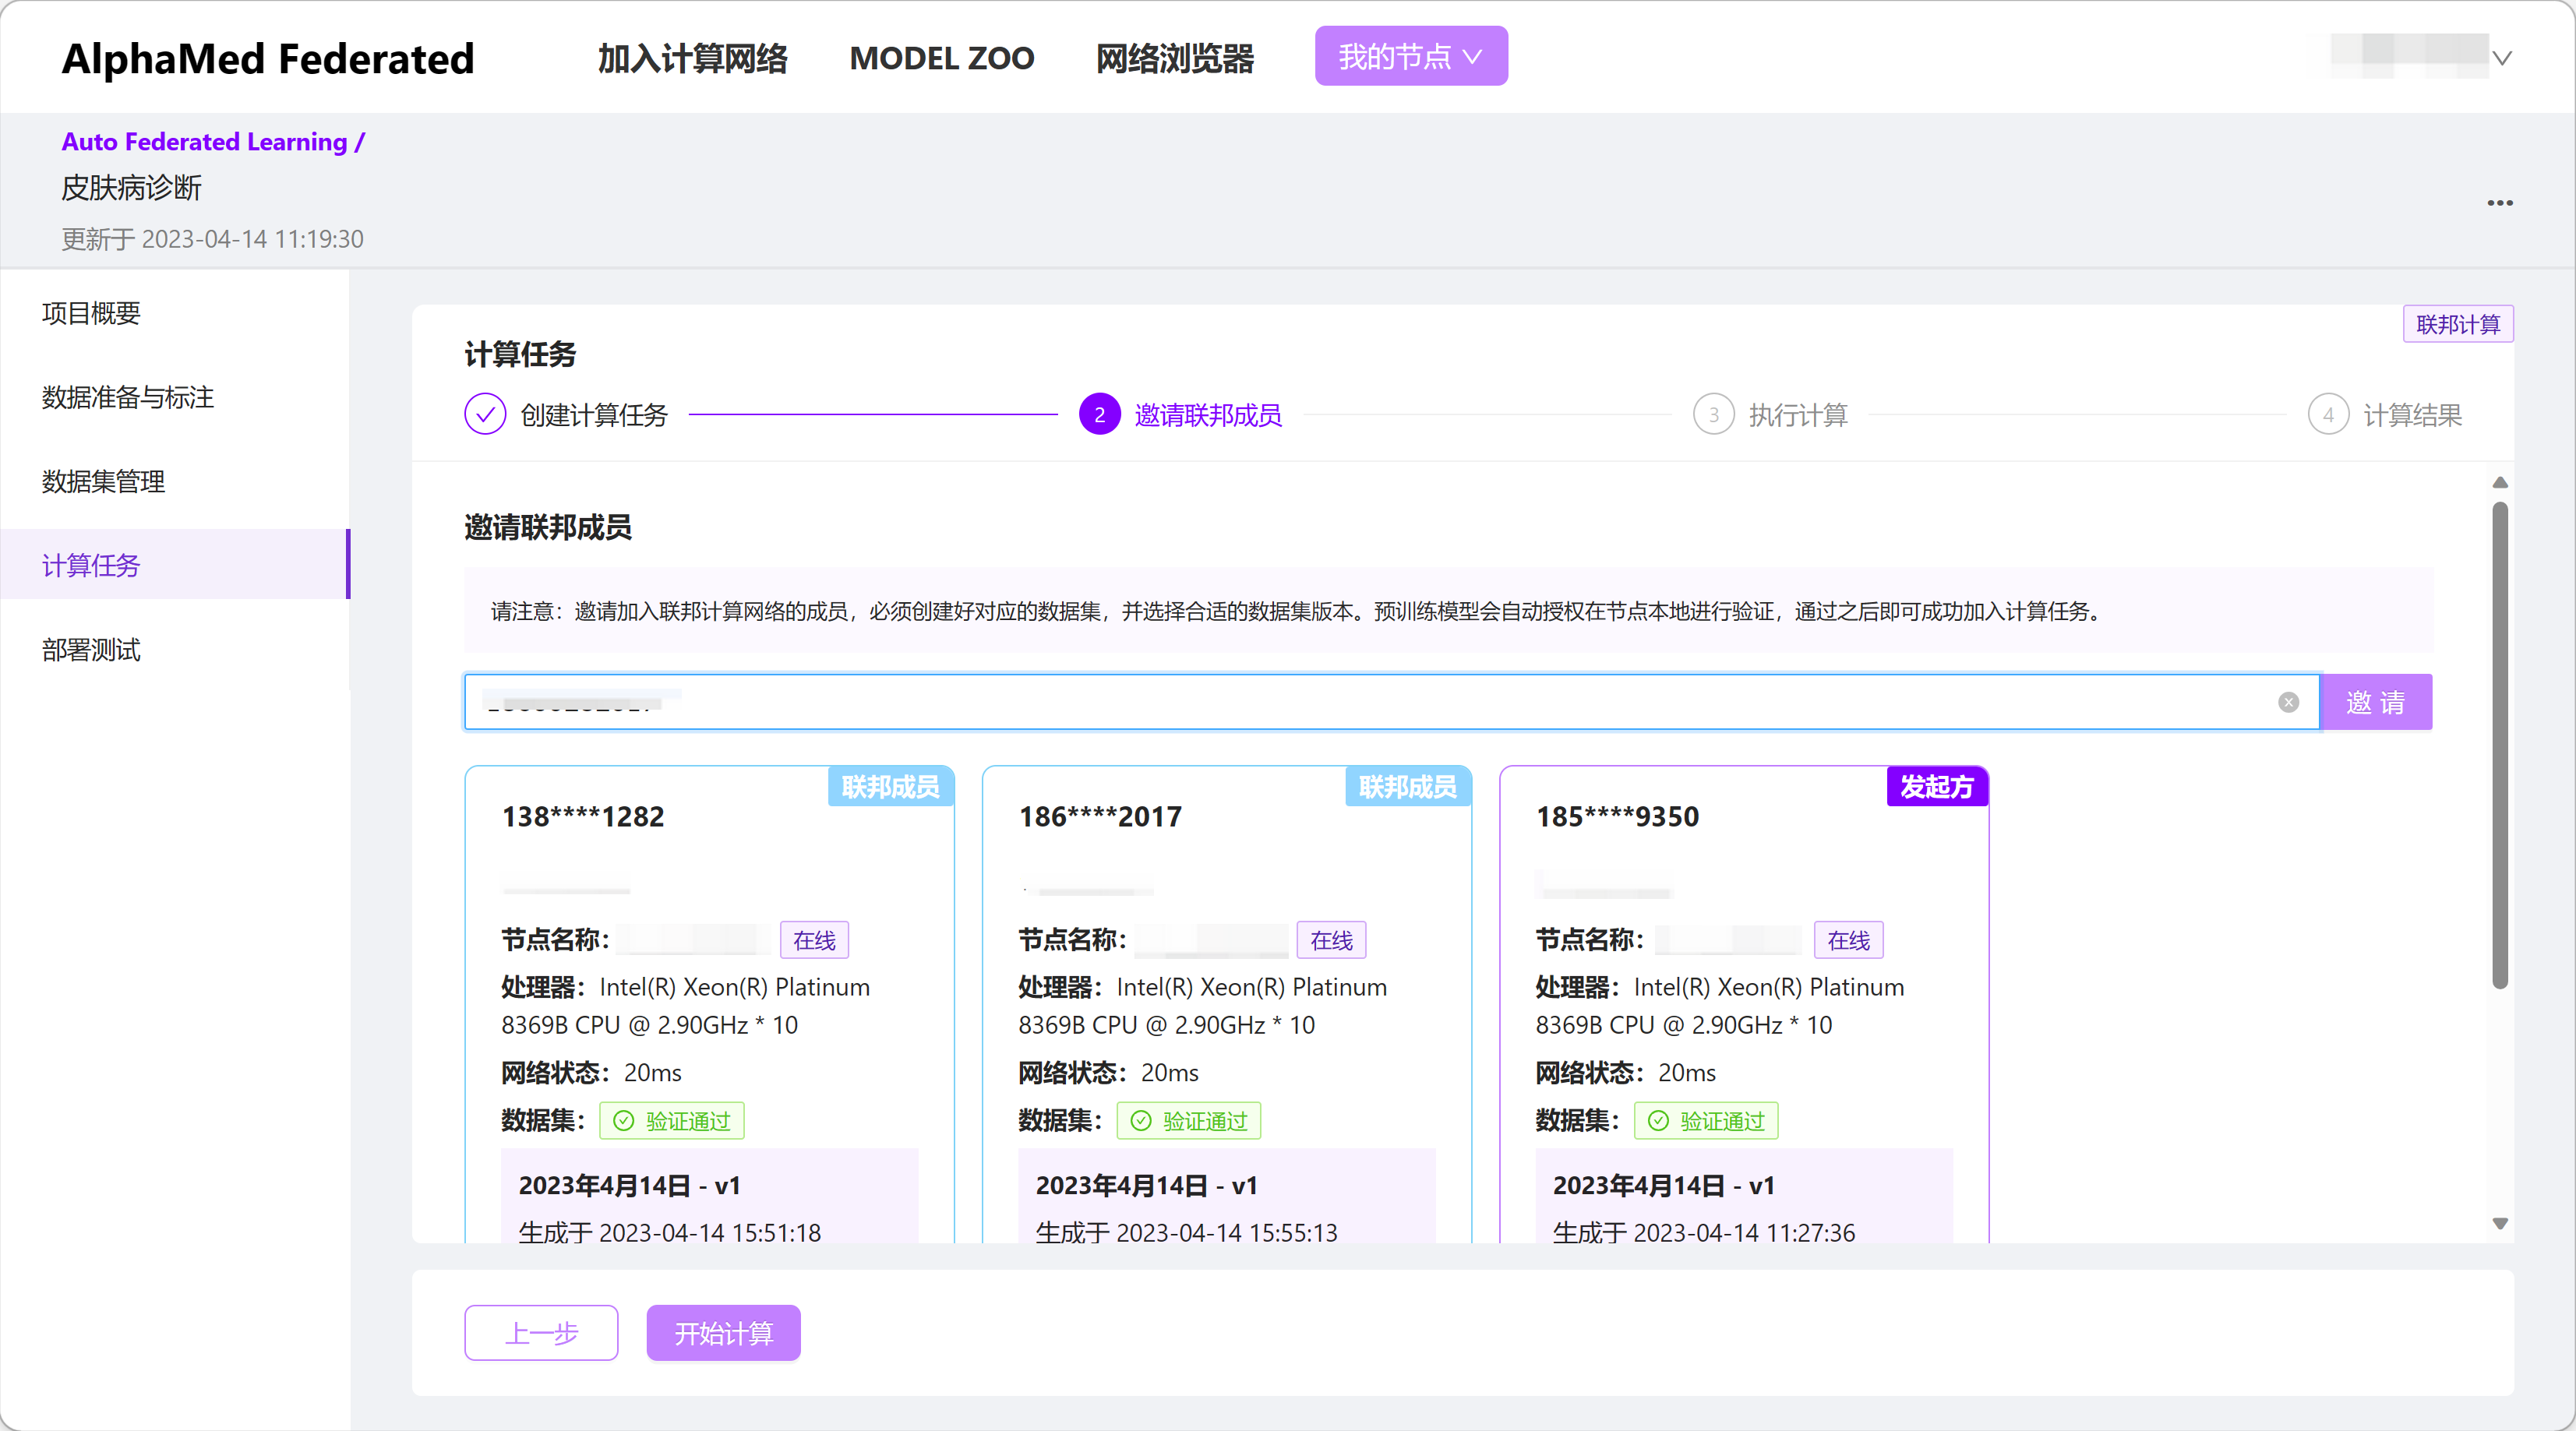 AlphaMed Federated
加入计算网络
MODEL ZOO
网络浏览器
我的节点
Auto Federated Learning /
皮肤病诊断
更新于 2023-04-14 11:19:30
项目概要
数据准备与标注
数据集管理
计算任务
部署测试
联邦计算
计算任务
创建计算任务
2 邀请联邦成员
3 执行计算
4 计算结果
邀请联邦成员
请注意：邀请加入联邦计算网络的成员，必须创建好对应的数据集，并选择合适的数据集版本。预训练模型会自动授权在节点本地进行验证，通过之后即可成功加入计算任务。
邀 请
联邦成员
138****1282
节点名称：
在线
处理器：Intel(R) Xeon(R) Platinum
8369B CPU @ 2.90GHz * 10
网络状态：20ms
数据集：
验证通过
2023年4月14日 - v1
生成于 2023-04-14 15:51:18
联邦成员
186****2017
节点名称：
在线
处理器：Intel(R) Xeon(R) Platinum
8369B CPU @ 2.90GHz * 10
网络状态：20ms
数据集：
验证通过
2023年4月14日 - v1
生成于 2023-04-14 15:55:13
发起方
185****9350
节点名称：
在线
处理器：Intel(R) Xeon(R) Platinum
8369B CPU @ 2.90GHz * 10
网络状态：20ms
数据集：
验证通过
2023年4月14日 - v1
生成于 2023-04-14 11:27:36
上一步
开始计算